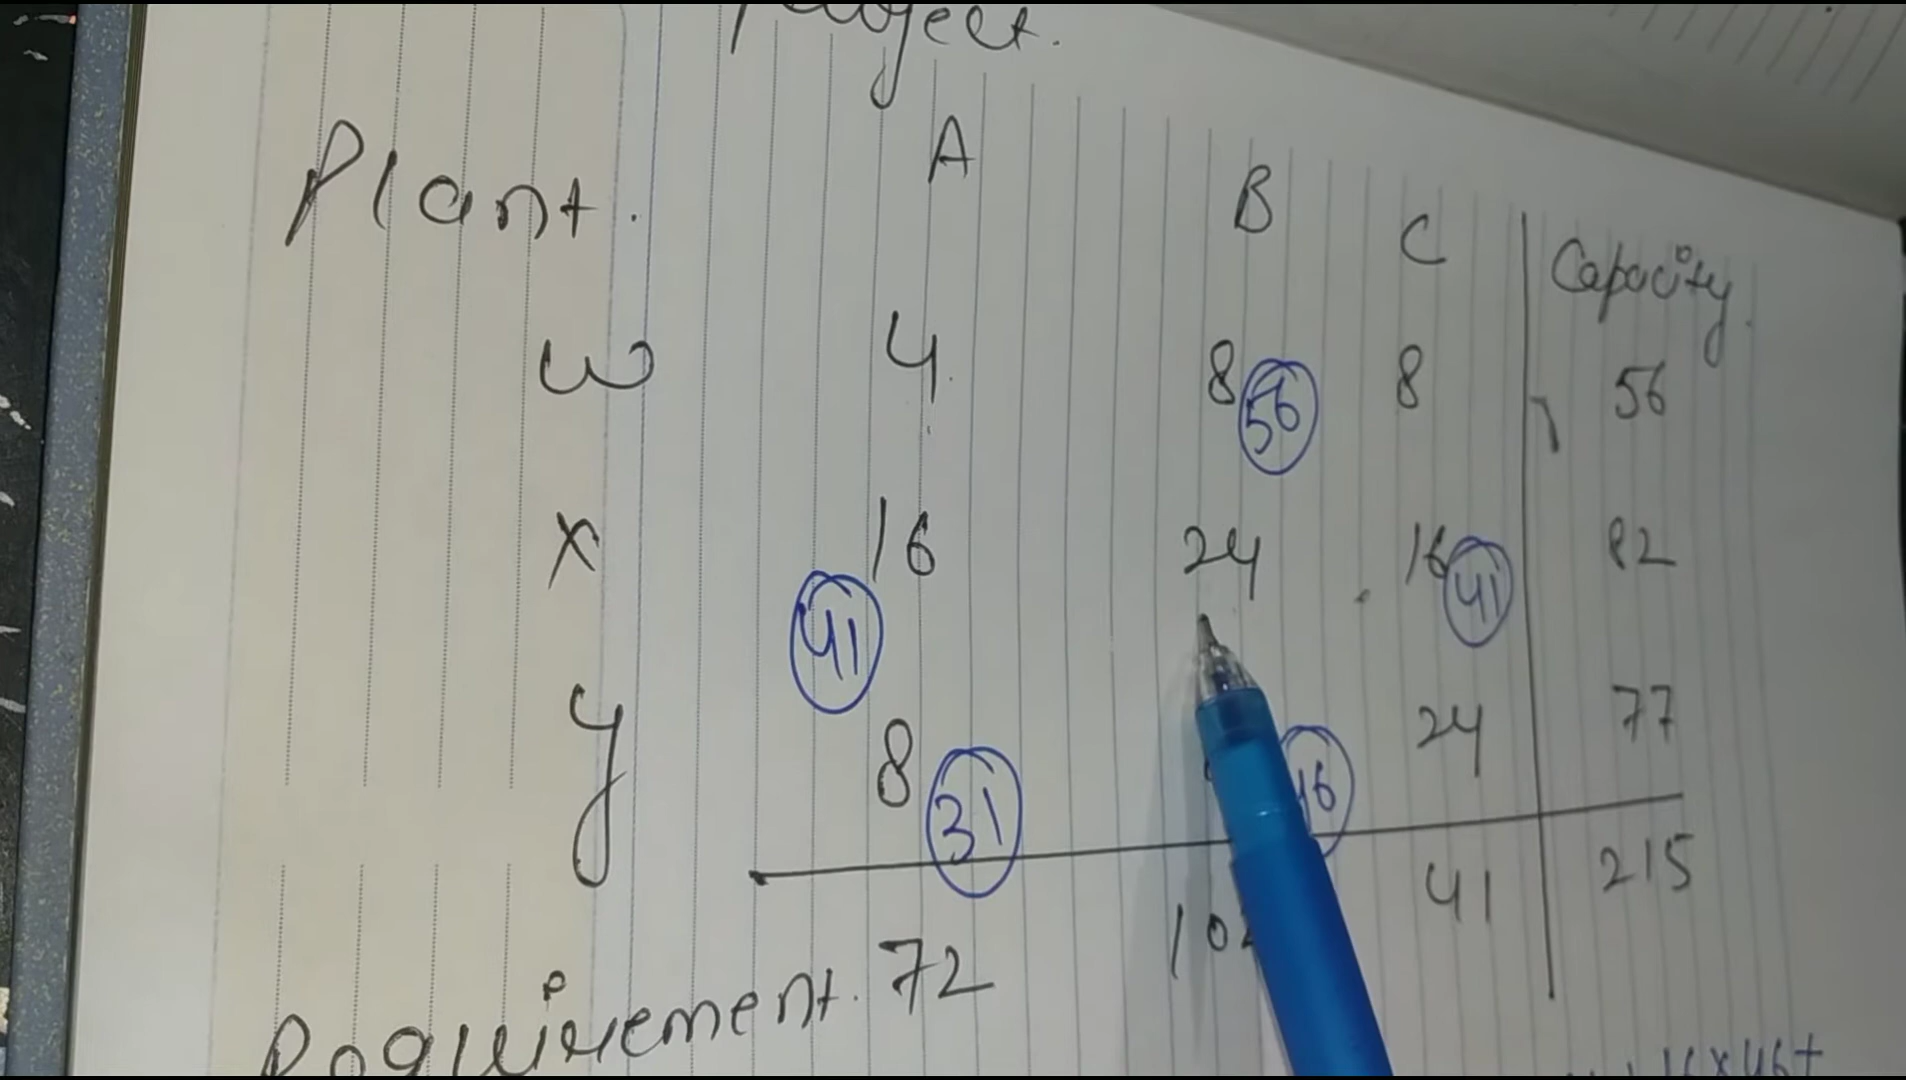 Project.
Plant. A B C Capacity
W 4 8 56 8 56
X 16 41 24 16 41 82
Y 8 31 24 77
Requirement. 72 41 215